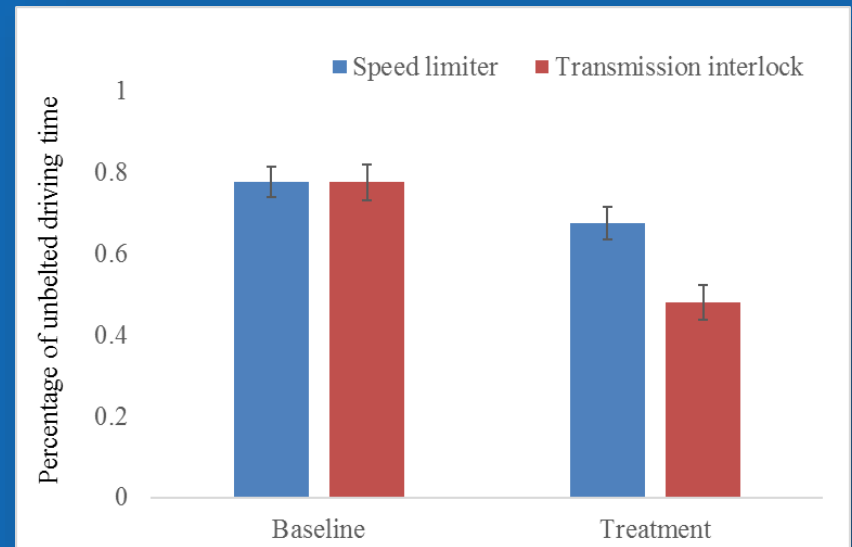 Speed limiter Transmission interlock
Percentage of unbelted driving time
1
0.8
0.6
0.4
0.2
0
Baseline Treatment